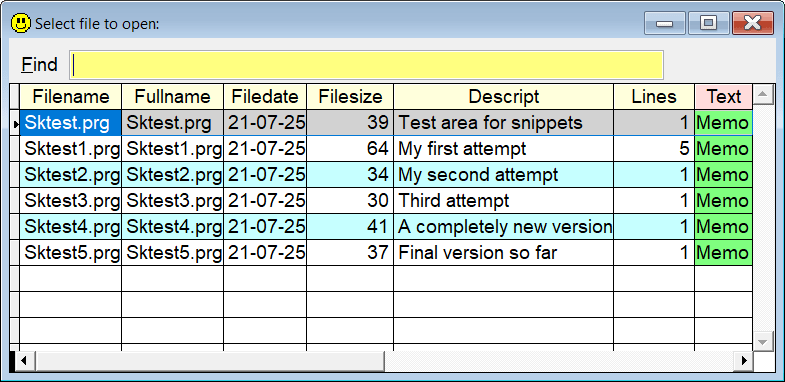 Select file to open:
Find
Filename Fullname Filedate Filesize Descript Lines Text
Sktest.prg Sktest.prg 21-07-25 39 Test area for snippets 1 Memo
Sktest1.prg Sktest1.prg 21-07-25 64 My first attempt 5 Memo
Sktest2.prg Sktest2.prg 21-07-25 34 My second attempt 1 Memo
Sktest3.prg Sktest3.prg 21-07-25 30 Third attempt 1 Memo
Sktest4.prg Sktest4.prg 21-07-25 41 A completely new version 1 Memo
Sktest5.prg Sktest5.prg 21-07-25 37 Final version so far 1 Memo